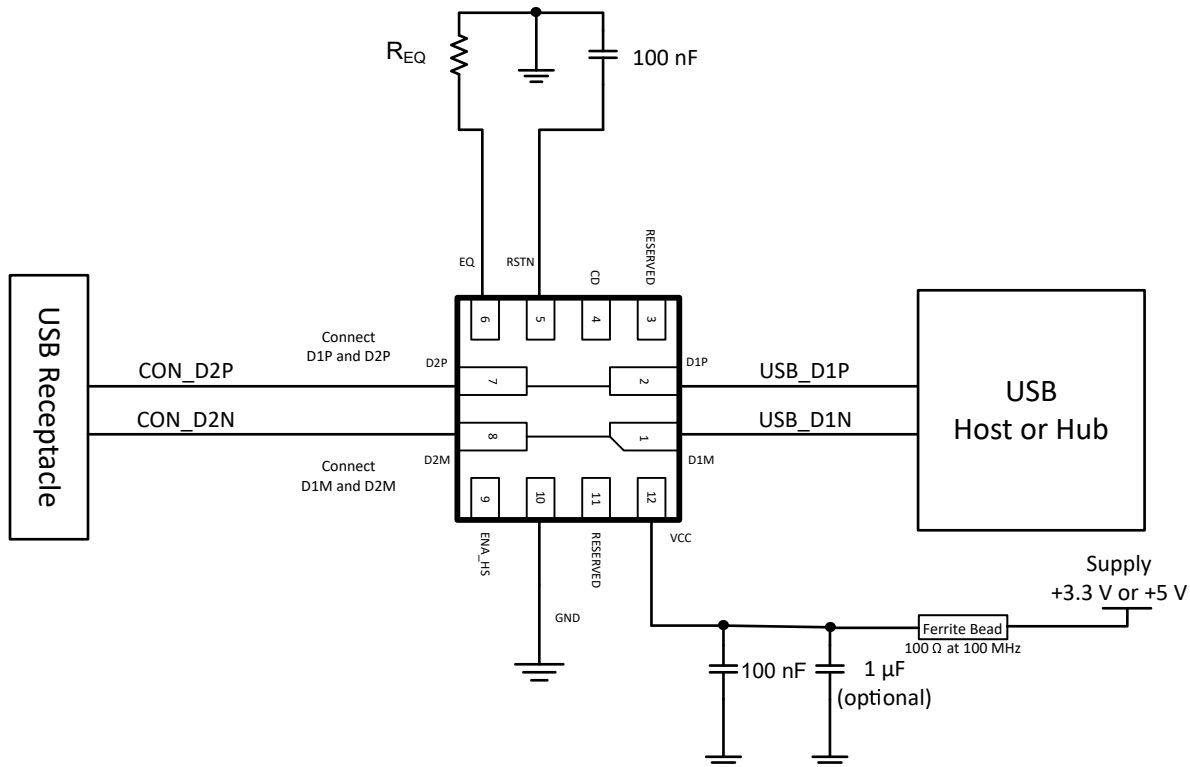 R_EQ
100 nF
EQ
RSTN
CD
RESERVED
6
5
4
3
USB Receptacle
Connect
D1P and D2P
D2P
D1P
CON_D2P
7
2
USB_D1P
CON_D2N
8
1
USB_D1N
USB
Host or Hub
D2M
D1M
Connect
D1M and D2M
9
10
11
12
ENA_HS
RESERVED
VCC
GND
Supply
+3.3 V or +5 V
Ferrite Bead
100 Ω at 100 MHz
100 nF
1 µF
(optional)